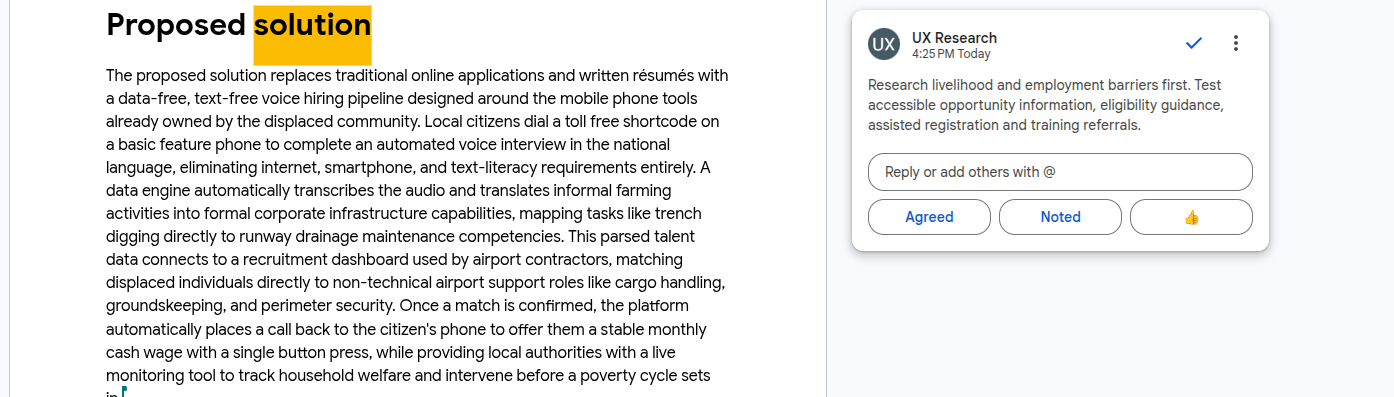 Proposed solution
The proposed solution replaces traditional online applications and written résumés with
a data-free, text-free voice hiring pipeline designed around the mobile phone tools
already owned by the displaced community. Local citizens dial a toll free shortcode on
a basic feature phone to complete an automated voice interview in the national
language, eliminating internet, smartphone, and text-literacy requirements entirely. A
data engine automatically transcribes the audio and translates informal farming
activities into formal corporate infrastructure capabilities, mapping tasks like trench
digging directly to runway drainage maintenance competencies. This parsed talent
data connects to a recruitment dashboard used by airport contractors, matching
displaced individuals directly to non-technical airport support roles like cargo handling,
groundskeeping, and perimeter security. Once a match is confirmed, the platform
automatically places a call back to the citizen's phone to offer them a stable monthly
cash wage with a single button press, while providing local authorities with a live
monitoring tool to track household welfare and intervene before a poverty cycle sets
UX
UX Research
4:25 PM Today
Research livelihood and employment barriers first. Test
accessible opportunity information, eligibility guidance,
assisted registration and training referrals.
Reply or add others with @
Agreed
Noted